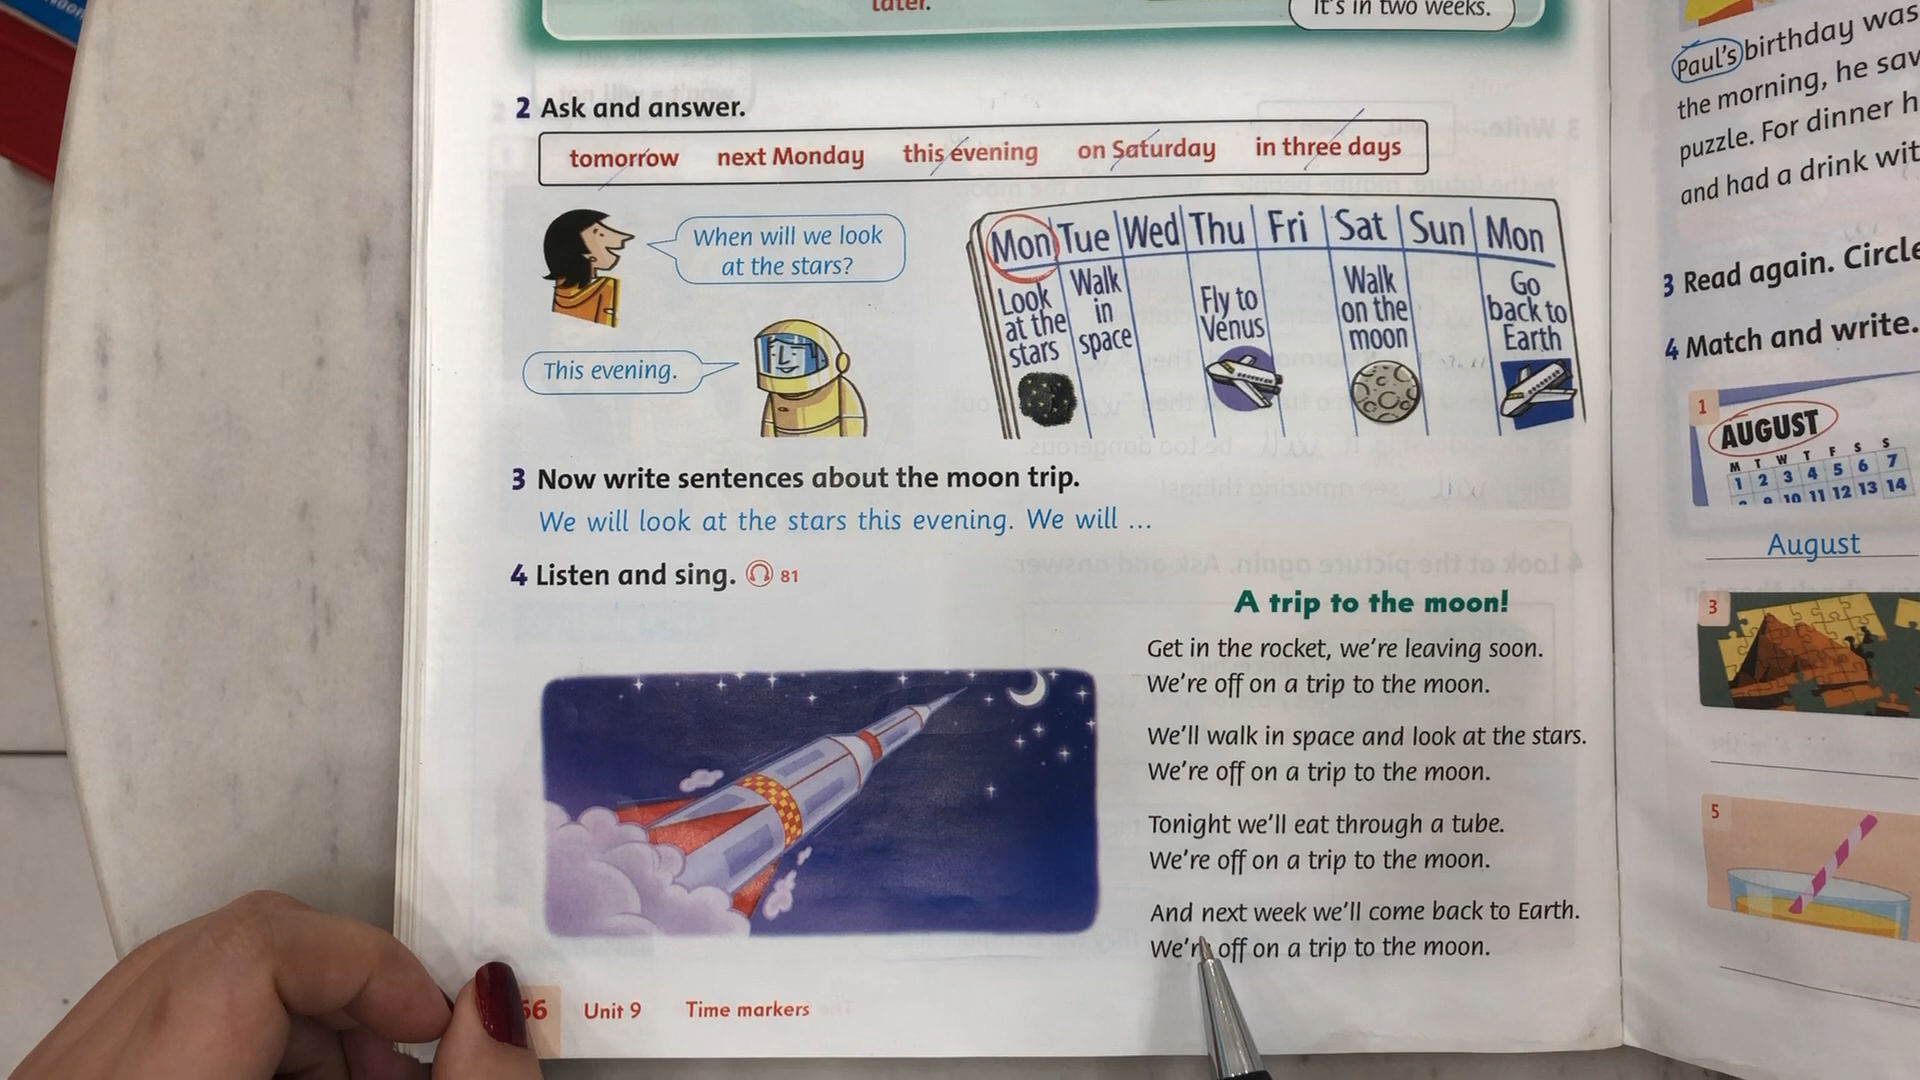 later.
It's in two weeks.
2 Ask and answer.
tomorrow next Monday this evening on Saturday in three days
When will we look
at the stars?
This evening.
Mon Tue Wed Thu Fri Sat Sun Mon
Look at the stars
Walk in space
Fly to Venus
Walk on the moon
Go back to Earth
3 Now write sentences about the moon trip.
We will look at the stars this evening. We will ...
4 Listen and sing. 81
A trip to the moon!
Get in the rocket, we're leaving soon.
We're off on a trip to the moon.
We'll walk in space and look at the stars.
We're off on a trip to the moon.
Tonight we'll eat through a tube.
We're off on a trip to the moon.
And next week we'll come back to Earth.
We're off on a trip to the moon.
66 Unit 9 Time markers
Paul's birthday was
the morning, he sav
puzzle. For dinner h
and had a drink wit
3 Read again. Circle
4 Match and write.
1
AUGUST
M T W T F S S
1 2 3 4 5 6 7
8 9 10 11 12 13 14
August
3
5